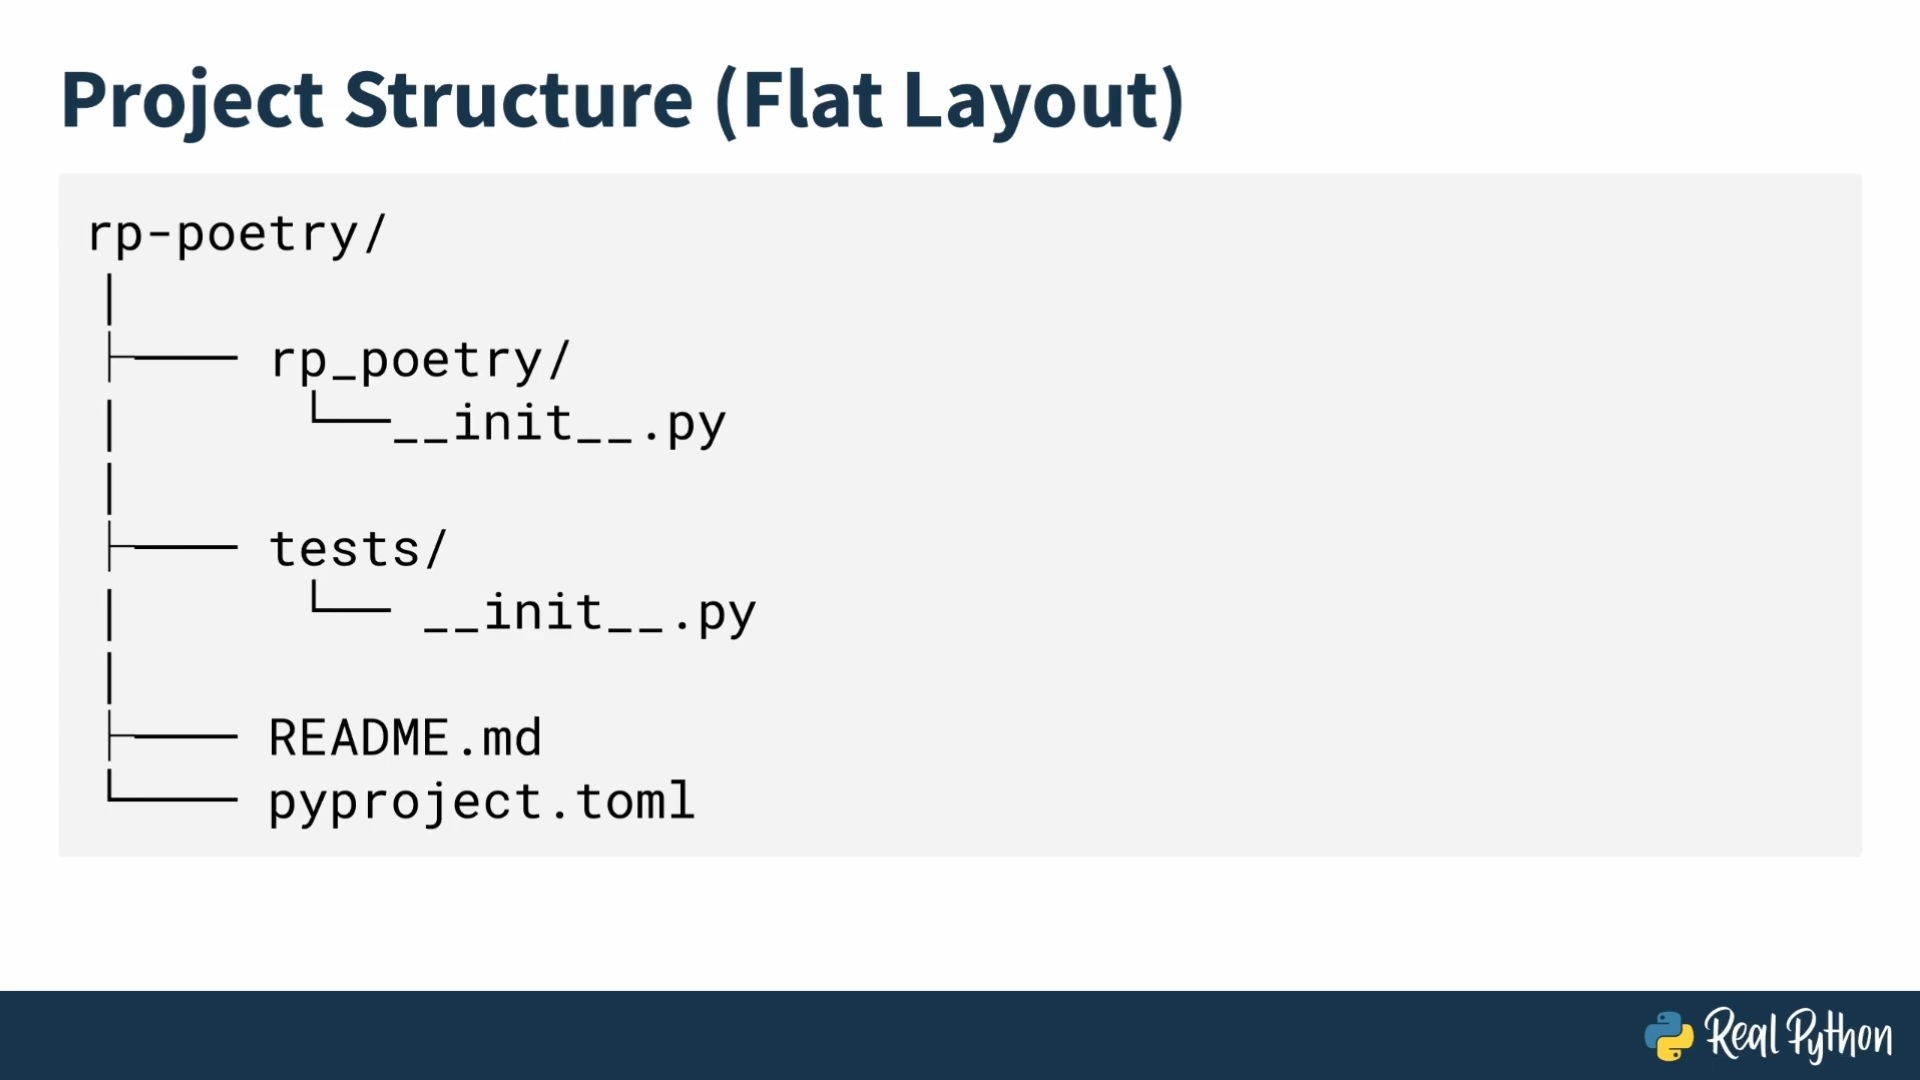 Project Structure (Flat Layout)
rp-poetry/
│
├──── rp_poetry/
│ └──__init__.py
│
├──── tests/
│ └── __init__.py
│
├──── README.md
└──── pyproject.toml
Real Python